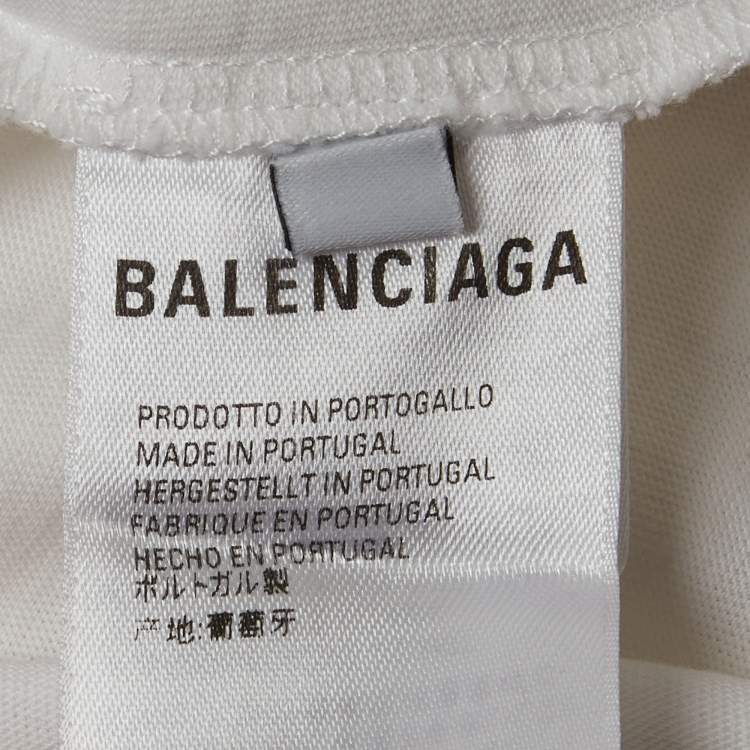 BALENCIAGA
PRODOTTO IN PORTOGALLO
MADE IN PORTUGAL
HERGESTELLT IN PORTUGAL
FABRIQUE EN PORTUGAL
HECHO EN PORTUGAL
ポルトガル製
产地:葡萄牙